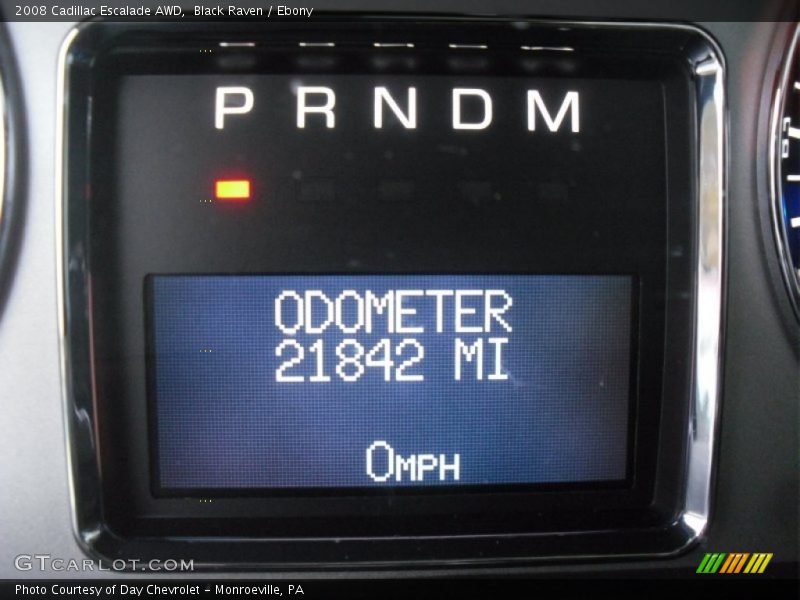 2008 Cadillac Escalade AWD, Black Raven / Ebony
P R N D M
ODOMETER
21842 MI
0MPH
GTCARLOT.COM
Photo Courtesy of Day Chevrolet - Monroeville, PA